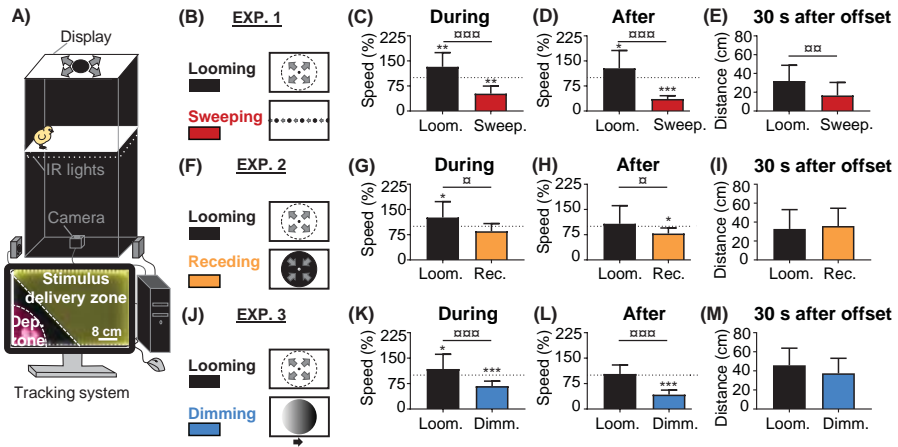 A)
Display
IR lights
Camera
Stimulus
delivery zone
Dep.
zone
8 cm
Tracking system
(B) EXP. 1
Looming
Sweeping
(C) During
Speed (%)
¤¤¤
225
150
75
0
**
**
Loom. Sweep.
(D) After
Speed (%)
¤¤¤
225
150
75
0
*
***
Loom. Sweep.
(E) 30 s after offset
Distance (cm)
¤¤
80
60
40
20
0
Loom. Sweep.
(F) EXP. 2
Looming
Receding
(G) During
Speed (%)
¤
225
150
75
0
*
Loom. Rec.
(H) After
Speed (%)
¤
225
150
75
0
*
Loom. Rec.
(I) 30 s after offset
Distance (cm)
80
60
40
20
0
Loom. Rec.
(J) EXP. 3
Looming
Dimming
(K) During
Speed (%)
¤¤¤
225
150
75
0
*
***
Loom. Dimm.
(L) After
Speed (%)
¤¤¤
225
150
75
0
***
Loom. Dimm.
(M) 30 s after offset
Distance (cm)
80
60
40
20
0
Loom. Dimm.